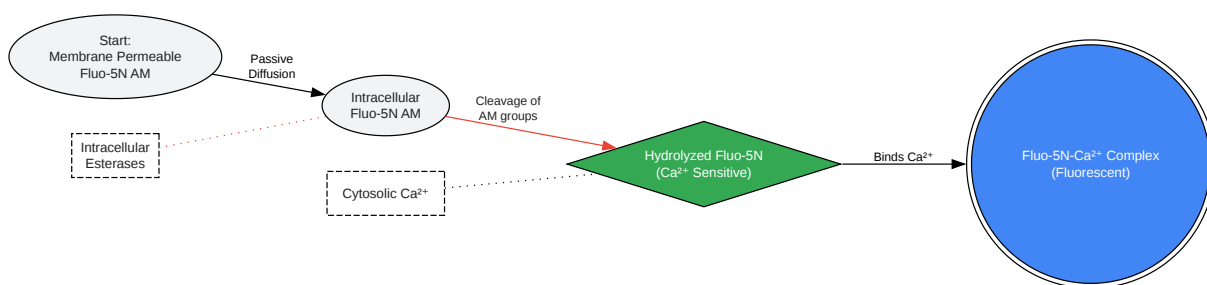 Start:
Membrane Permeable
Fluo-5N AM
Passive
Diffusion
Intracellular
Fluo-5N AM
Intracellular
Esterases
Cleavage of
AM groups
Cytosolic Ca²⁺
Hydrolyzed Fluo-5N
(Ca²⁺ Sensitive)
Binds Ca²⁺
Fluo-5N-Ca²⁺ Complex
(Fluorescent)